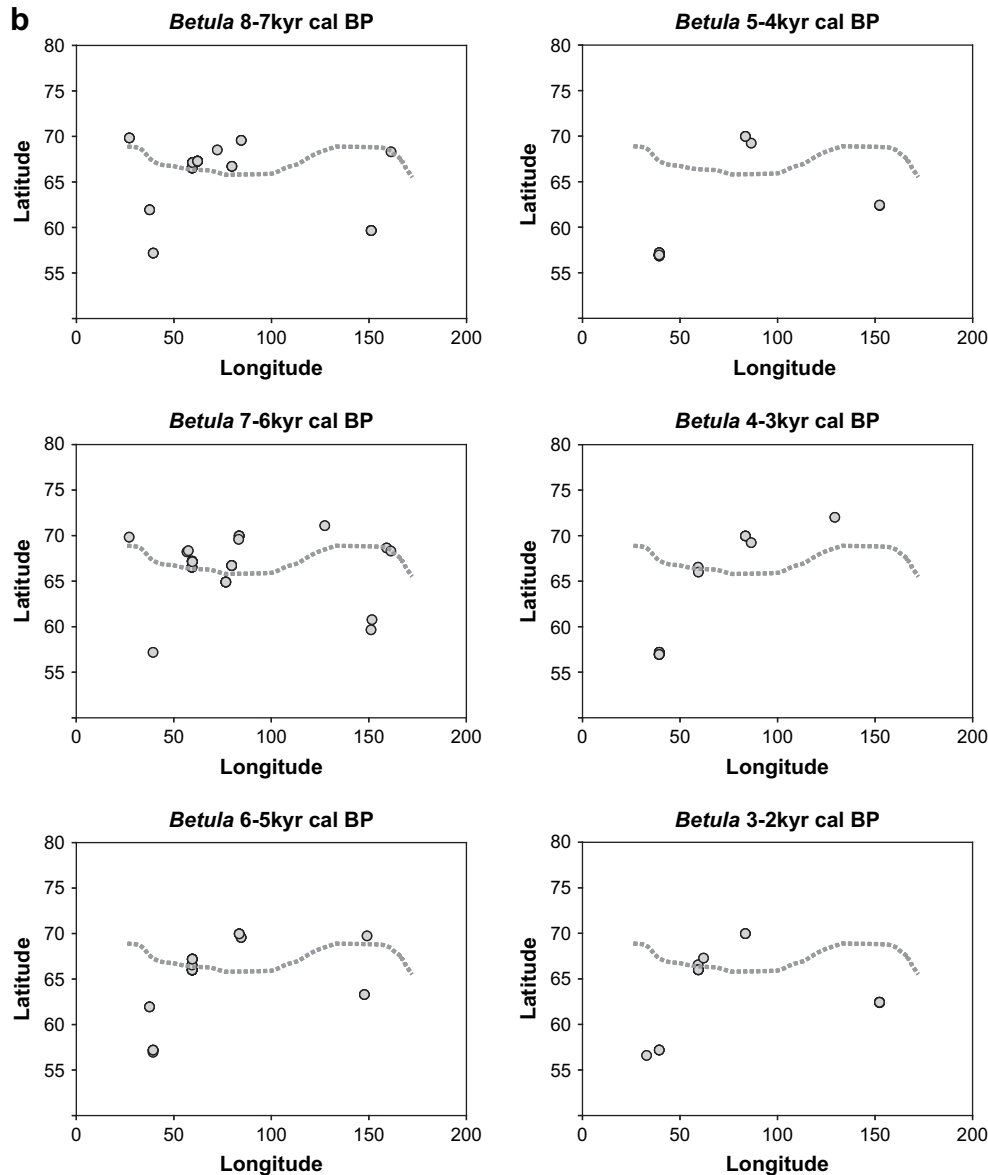 b
Betula 8-7kyr cal BP
80
75
70
65
60
55
Latitude
0 50 100 150 200
Longitude
Betula 5-4kyr cal BP
80
75
70
65
60
55
Latitude
0 50 100 150 200
Longitude
Betula 7-6kyr cal BP
80
75
70
65
60
55
Latitude
0 50 100 150 200
Longitude
Betula 4-3kyr cal BP
80
75
70
65
60
55
Latitude
0 50 100 150 200
Longitude
Betula 6-5kyr cal BP
80
75
70
65
60
55
Latitude
0 50 100 150 200
Longitude
Betula 3-2kyr cal BP
80
75
70
65
60
55
Latitude
0 50 100 150 200
Longitude